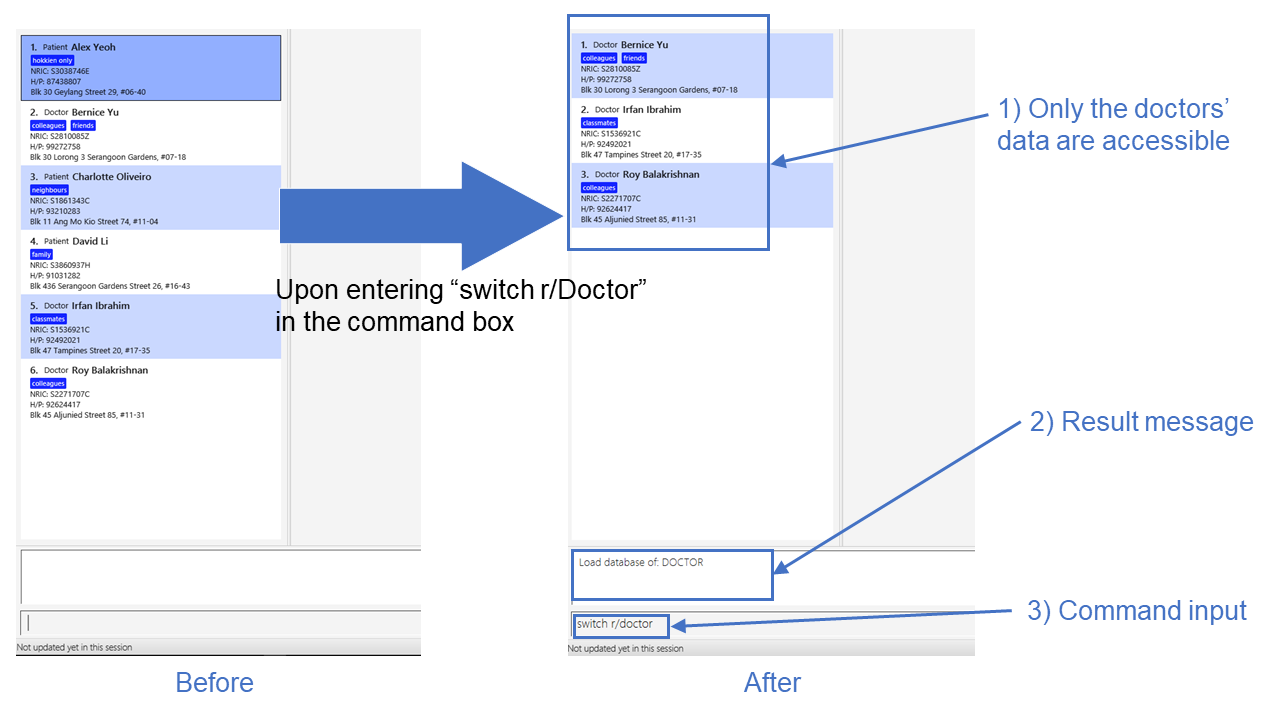 1. Patient Alex Yeoh
hokkien only
NRIC: S3038746E
H/P: 87438807
Blk 30 Geylang Street 29, #06-40
2. Doctor Bernice Yu
colleagues friends
NRIC: S2810085Z
H/P: 99272758
Blk 30 Lorong 3 Serangoon Gardens, #07-18
3. Patient Charlotte Oliveiro
neighbours
NRIC: S1861343C
H/P: 93210283
Blk 11 Ang Mo Kio Street 74, #11-04
4. Patient David Li
family
NRIC: S3860937H
H/P: 91031282
Blk 436 Serangoon Gardens Street 26, #16-43
5. Doctor Irfan Ibrahim
classmates
NRIC: S1536921C
H/P: 92492021
Blk 47 Tampines Street 20, #17-35
6. Doctor Roy Balakrishnan
colleagues
NRIC: S2271707C
H/P: 92624417
Blk 45 Aljunied Street 85, #11-31
Not updated yet in this session
Before
Upon entering “switch r/Doctor”
in the command box
1. Doctor Bernice Yu
colleagues friends
NRIC: S2810085Z
H/P: 99272758
Blk 30 Lorong 3 Serangoon Gardens, #07-18
2. Doctor Irfan Ibrahim
classmates
NRIC: S1536921C
H/P: 92492021
Blk 47 Tampines Street 20, #17-35
3. Doctor Roy Balakrishnan
colleagues
NRIC: S2271707C
H/P: 92624417
Blk 45 Aljunied Street 85, #11-31
Load database of: DOCTOR
switch r/doctor
Not updated yet in this session
After
1) Only the doctors’
data are accessible
2) Result message
3) Command input